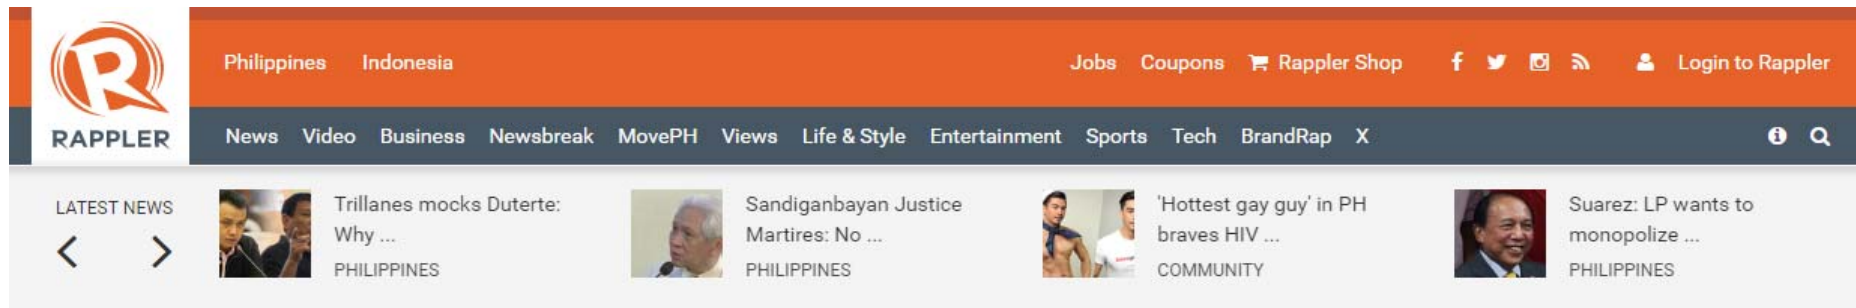 Philippines Indonesia Jobs Coupons Rappler Shop Login to Rappler
RAPPLER
News Video Business Newsbreak MovePH Views Life & Style Entertainment Sports Tech BrandRap X
LATEST NEWS
Trillanes mocks Duterte:
Why ...
PHILIPPINES
Sandiganbayan Justice
Martires: No ...
PHILIPPINES
'Hottest gay guy' in PH
braves HIV ...
COMMUNITY
Suarez: LP wants to
monopolize ...
PHILIPPINES